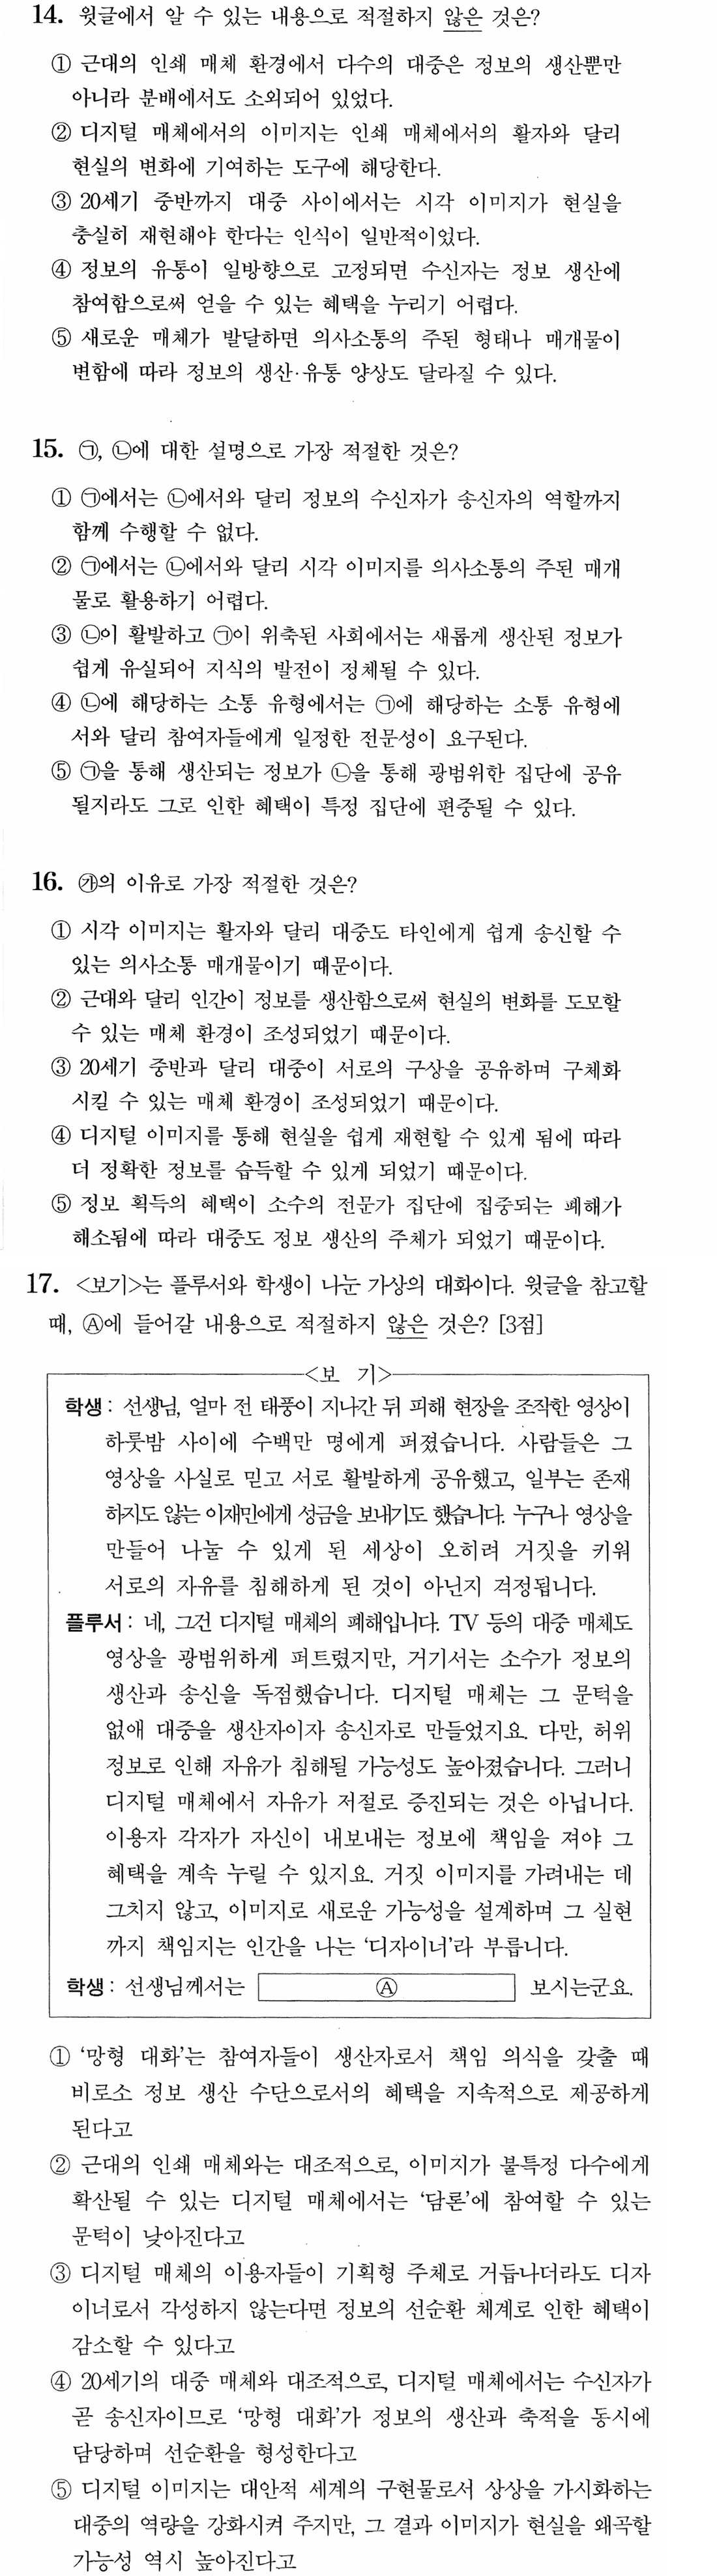 14. 윗글에서 알 수 있는 내용으로 적절하지 않은 것은?
① 근대의 인쇄 매체 환경에서 다수의 대중은 정보의 생산뿐만
아니라 분배에서도 소외되어 있었다.
② 디지털 매체에서의 이미지는 인쇄 매체에서의 활자와 달리
현실의 변화에 기여하는 도구에 해당한다.
③ 20세기 중반까지 대중 사이에서는 시각 이미지가 현실을
충실히 재현해야 한다는 인식이 일반적이었다.
④ 정보의 유통이 일방향으로 고정되면 수신자는 정보 생산에
참여함으로써 얻을 수 있는 혜택을 누리기 어렵다.
⑤ 새로운 매체가 발달하면 의사소통의 주된 형태나 매개물이
변함에 따라 정보의 생산·유통 양상도 달라질 수 있다.
15. ㉠, ㉡에 대한 설명으로 가장 적절한 것은?
① ㉠에서는 ㉡에서와 달리 정보의 수신자가 송신자의 역할까지
함께 수행할 수 없다.
② ㉠에서는 ㉡에서와 달리 시각 이미지를 의사소통의 주된 매개
물로 활용하기 어렵다.
③ ㉡이 활발하고 ㉠이 위축된 사회에서는 새롭게 생산된 정보가
쉽게 유실되어 지식의 발전이 정체될 수 있다.
④ ㉡에 해당하는 소통 유형에서는 ㉠에 해당하는 소통 유형에
서와 달리 참여자들에게 일정한 전문성이 요구된다.
⑤ ㉠을 통해 생산되는 정보가 ㉡을 통해 광범위한 집단에 공유
될지라도 그로 인한 혜택이 특정 집단에 편중될 수 있다.
16. ㉮의 이유로 가장 적절한 것은?
① 시각 이미지는 활자와 달리 대중도 타인에게 쉽게 송신할 수
있는 의사소통 매개물이기 때문이다.
② 근대와 달리 인간이 정보를 생산함으로써 현실의 변화를 도모할
수 있는 매체 환경이 조성되었기 때문이다.
③ 20세기 중반과 달리 대중이 서로의 구상을 공유하며 구체화
시킬 수 있는 매체 환경이 조성되었기 때문이다.
④ 디지털 이미지를 통해 현실을 쉽게 재현할 수 있게 됨에 따라
더 정확한 정보를 습득할 수 있게 되었기 때문이다.
⑤ 정보 획득의 혜택이 소수의 전문가 집단에 집중되는 폐해가
해소됨에 따라 대중도 정보 생산의 주체가 되었기 때문이다.
17. <보기>는 플루서와 학생이 나눈 가상의 대화이다. 윗글을 참고할
때, Ⓐ에 들어갈 내용으로 적절하지 않은 것은? [3점]
<보 기>
학생 : 선생님, 얼마 전 태풍이 지나간 뒤 피해 현장을 조작한 영상이
하룻밤 사이에 수백만 명에게 퍼졌습니다. 사람들은 그
영상을 사실로 믿고 서로 활발하게 공유했고, 일부는 존재
하지도 않는 이재민에게 성금을 보내기도 했습니다. 누구나 영상을
만들어 나눌 수 있게 된 세상이 오히려 거짓을 키워
서로의 자유를 침해하게 된 것이 아닌지 걱정됩니다.
플루서 : 네, 그건 디지털 매체의 폐해입니다. TV 등의 대중 매체도
영상을 광범위하게 퍼트렸지만, 거기서는 소수가 정보의
생산과 송신을 독점했습니다. 디지털 매체는 그 문턱을
없애 대중을 생산자이자 송신자로 만들었지요. 다만, 허위
정보로 인해 자유가 침해될 가능성도 높아졌습니다. 그러니
디지털 매체에서 자유가 저절로 증진되는 것은 아닙니다.
이용자 각자가 자신이 내보내는 정보에 책임을 져야 그
혜택을 계속 누릴 수 있지요. 거짓 이미지를 가려내는 데
그치지 않고, 이미지로 새로운 가능성을 설계하며 그 실현
까지 책임지는 인간을 나는 ‘디자이너’라 부릅니다.
학생 : 선생님께서는 Ⓐ 보시는군요.
① ‘망형 대화’는 참여자들이 생산자로서 책임 의식을 갖출 때
비로소 정보 생산 수단으로서의 혜택을 지속적으로 제공하게
된다고
② 근대의 인쇄 매체와는 대조적으로, 이미지가 불특정 다수에게
확산될 수 있는 디지털 매체에서는 ‘담론’에 참여할 수 있는
문턱이 낮아진다고
③ 디지털 매체의 이용자들이 기획형 주체로 거듭나더라도 디자
이너로서 각성하지 않는다면 정보의 선순환 체계로 인한 혜택이
감소할 수 있다고
④ 20세기의 대중 매체와 대조적으로, 디지털 매체에서는 수신자가
곧 송신자이므로 ‘망형 대화’가 정보의 생산과 축적을 동시에
담당하며 선순환을 형성한다고
⑤ 디지털 이미지는 대안적 세계의 구현물로서 상상을 가시화하는
대중의 역량을 강화시켜 주지만, 그 결과 이미지가 현실을 왜곡할
가능성 역시 높아진다고